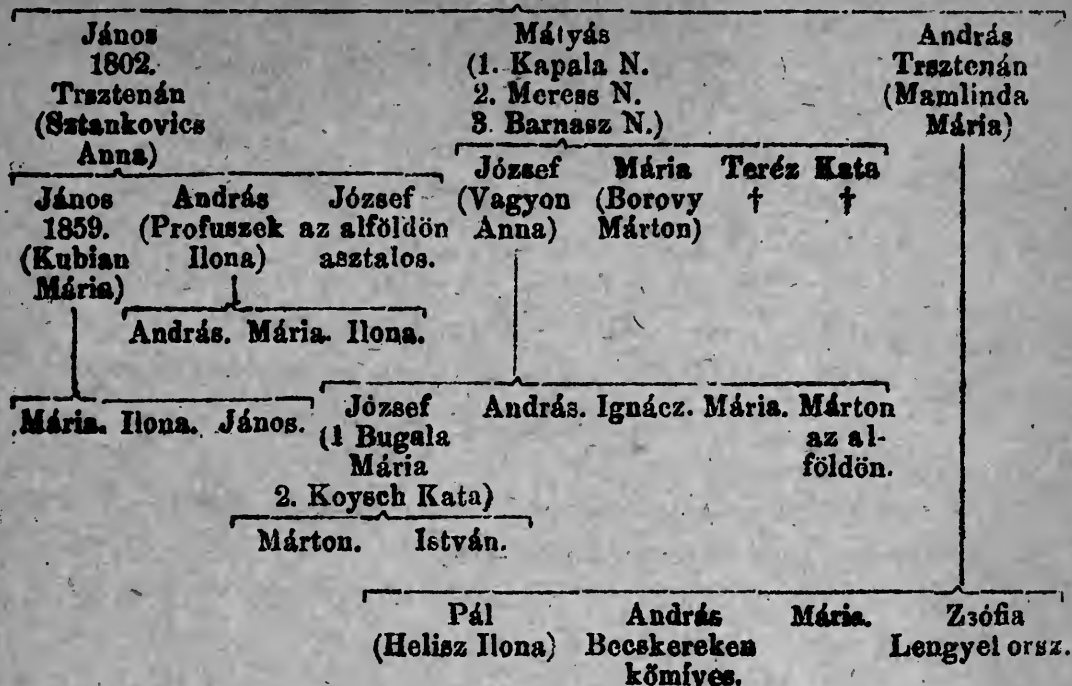 János Mátyás András
1802. (1. Kapala N. Trsztenán
Trsztenán 2. Meress N. (Mamlinda
(Sztankovics 3. Barnasz N.) Mária)
Anna)
József Mária Teréz Kata
János András József (Vagyon (Borovy † †
1859. (Profuszek az alföldön Anna) Márton)
(Kubian Ilona) asztalos.
Mária)
András. Mária. Ilona.
Mária. Ilona. János. József András. Ignácz. Mária. Márton
(1 Bugala az al-
Mária földön.
2. Koysch Kata)
Márton. István.
Pál András Mária. Zsófia
(Helisz Ilona) Becskereken Lengyel orsz.
kőmíves.